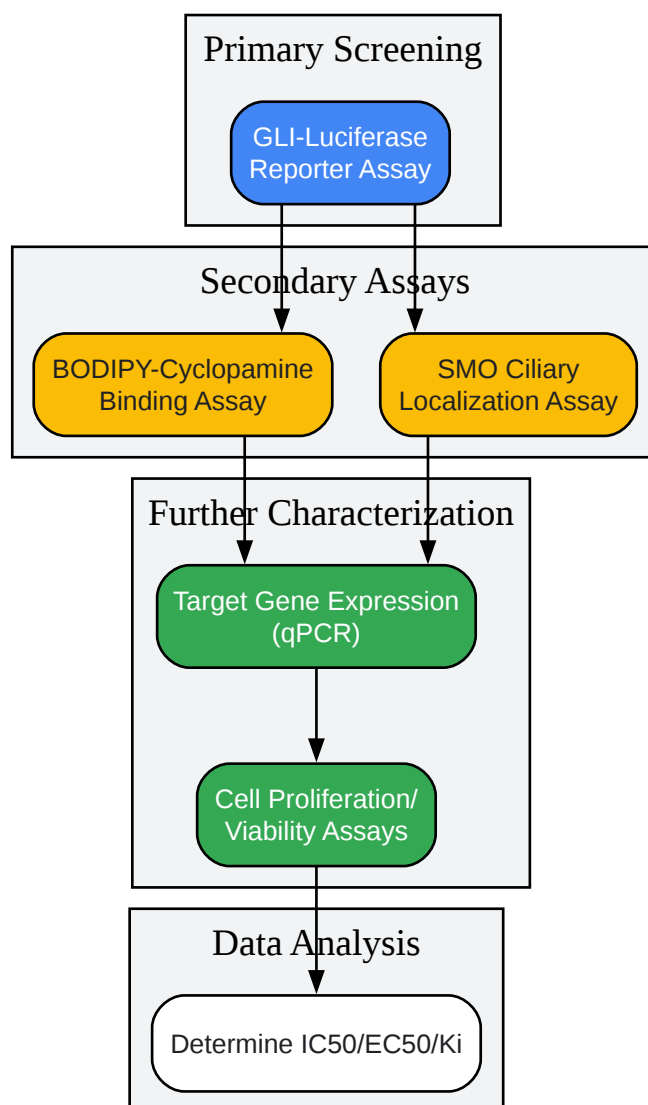 Primary Screening
GLI-Luciferase
Reporter Assay
Secondary Assays
BODIPY-Cyclopamine
Binding Assay
SMO Ciliary
Localization Assay
Further Characterization
Target Gene Expression
(qPCR)
Cell Proliferation/
Viability Assays
Data Analysis
Determine IC50/EC50/Ki